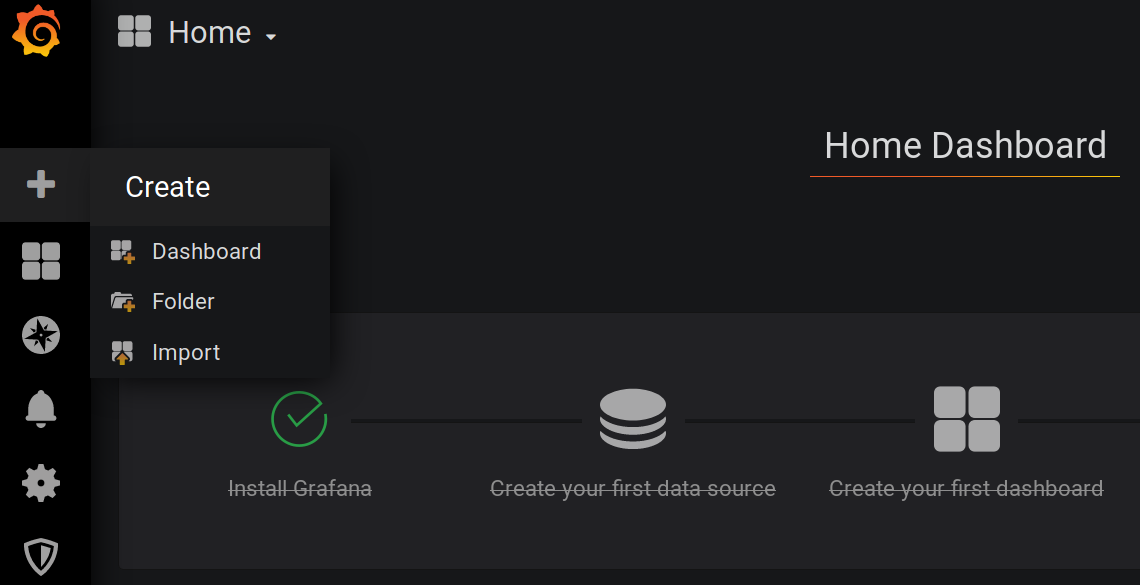 Home
Home Dashboard
Create
Dashboard
Folder
Import
Install Grafana
Create your first data source
Create your first dashboard